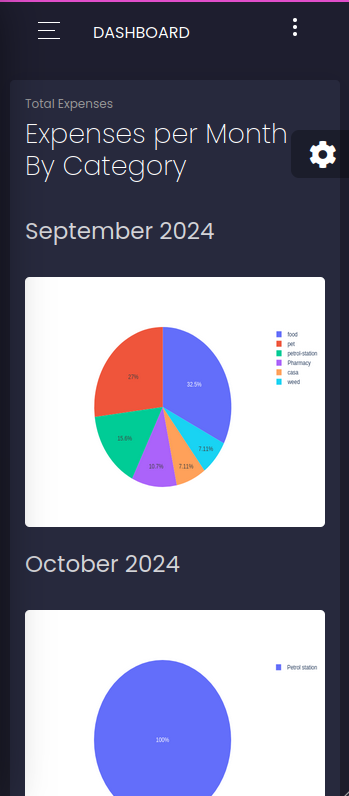 DASHBOARD
Total Expenses
Expenses per Month
By Category
September 2024
food
pet
petrol-station
Pharmacy
casa
weed
27%
32.5%
15.6%
7.11%
10.7%
7.11%
October 2024
Petrol station
100%